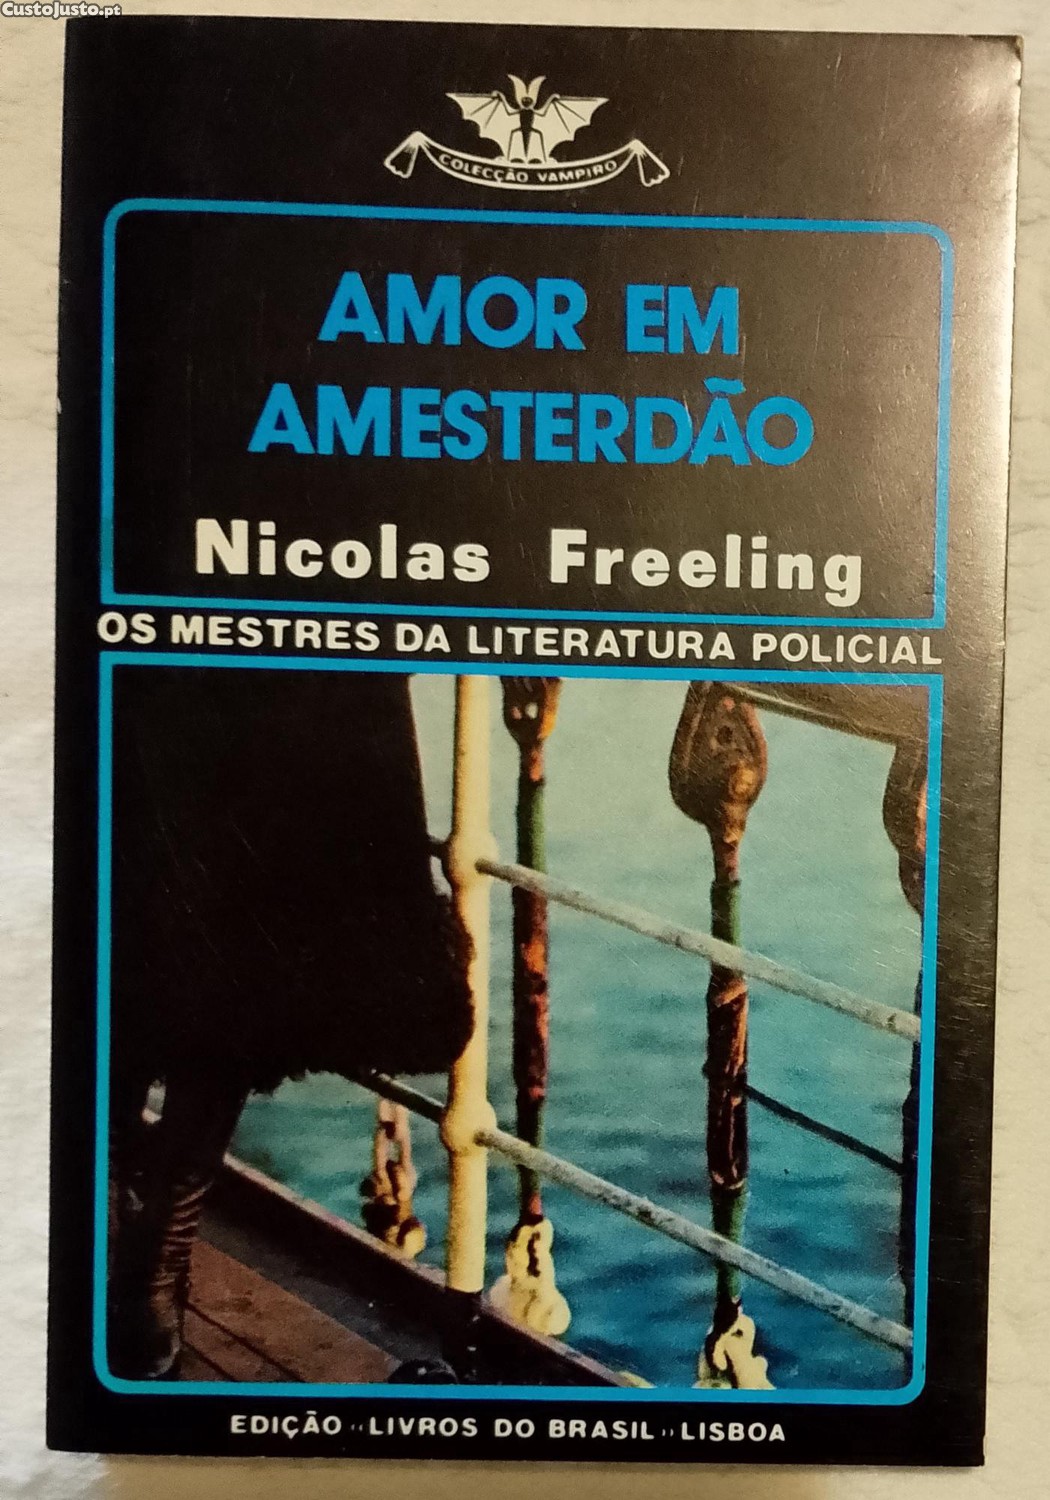 CustoJusto.pt
COLECÇÃO VAMPIRO
AMOR EM
AMESTERDÃO
Nicolas Freeling
OS MESTRES DA LITERATURA POLICIAL
EDIÇÃO «LIVROS DO BRASIL» LISBOA